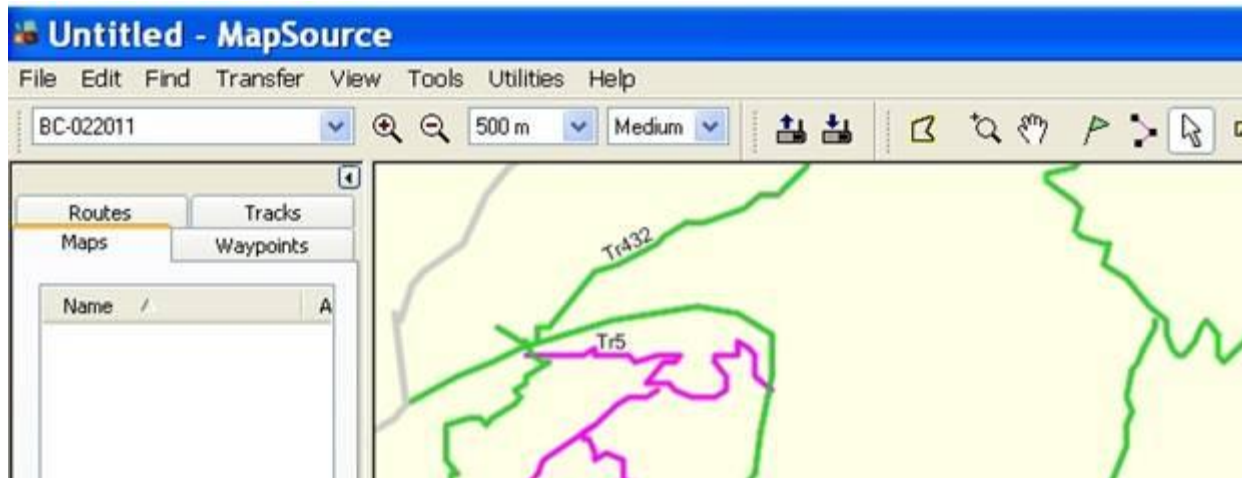 Untitled - MapSource
File Edit Find Transfer View Tools Utilities Help
BC-022011 500 m Medium
Routes Tracks
Maps Waypoints
Name / A
Tr432
Tr5